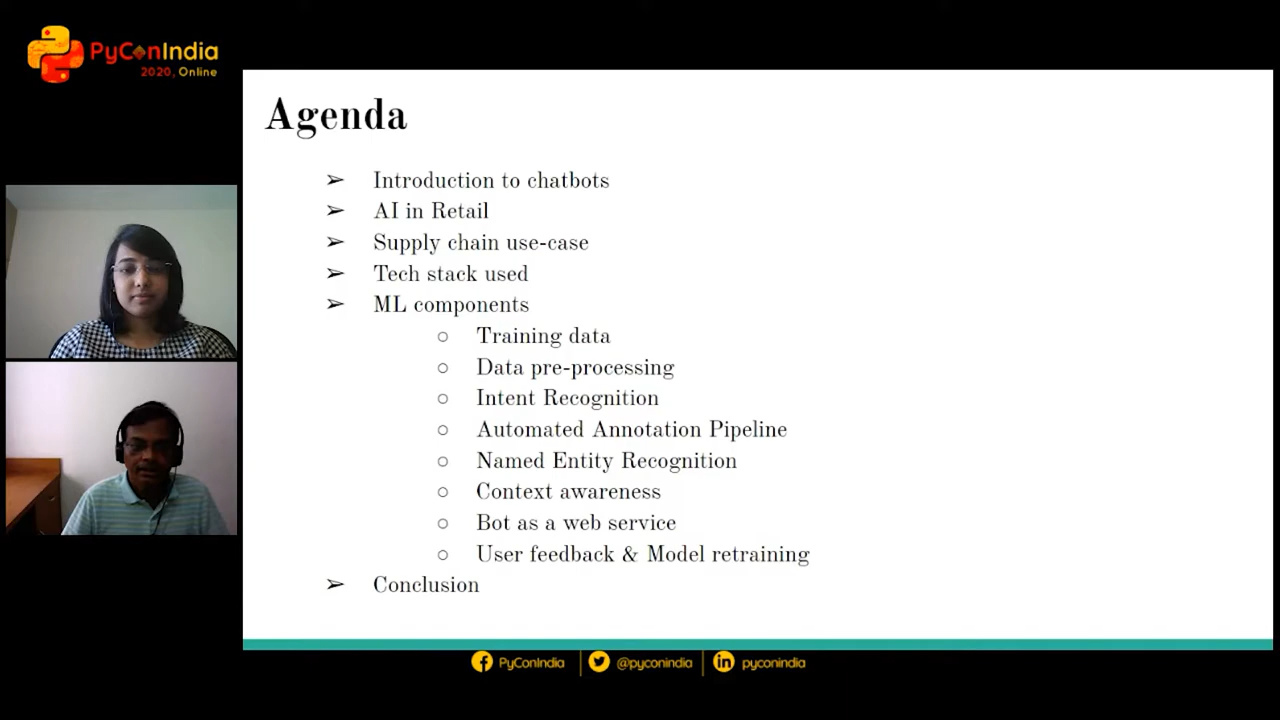 PyConIndia
2020, Online
Agenda
➢ Introduction to chatbots
➢ AI in Retail
➢ Supply chain use-case
➢ Tech stack used
➢ ML components
○ Training data
○ Data pre-processing
○ Intent Recognition
○ Automated Annotation Pipeline
○ Named Entity Recognition
○ Context awareness
○ Bot as a web service
○ User feedback & Model retraining
➢ Conclusion
PyConIndia | @pyconindia | pyconindia